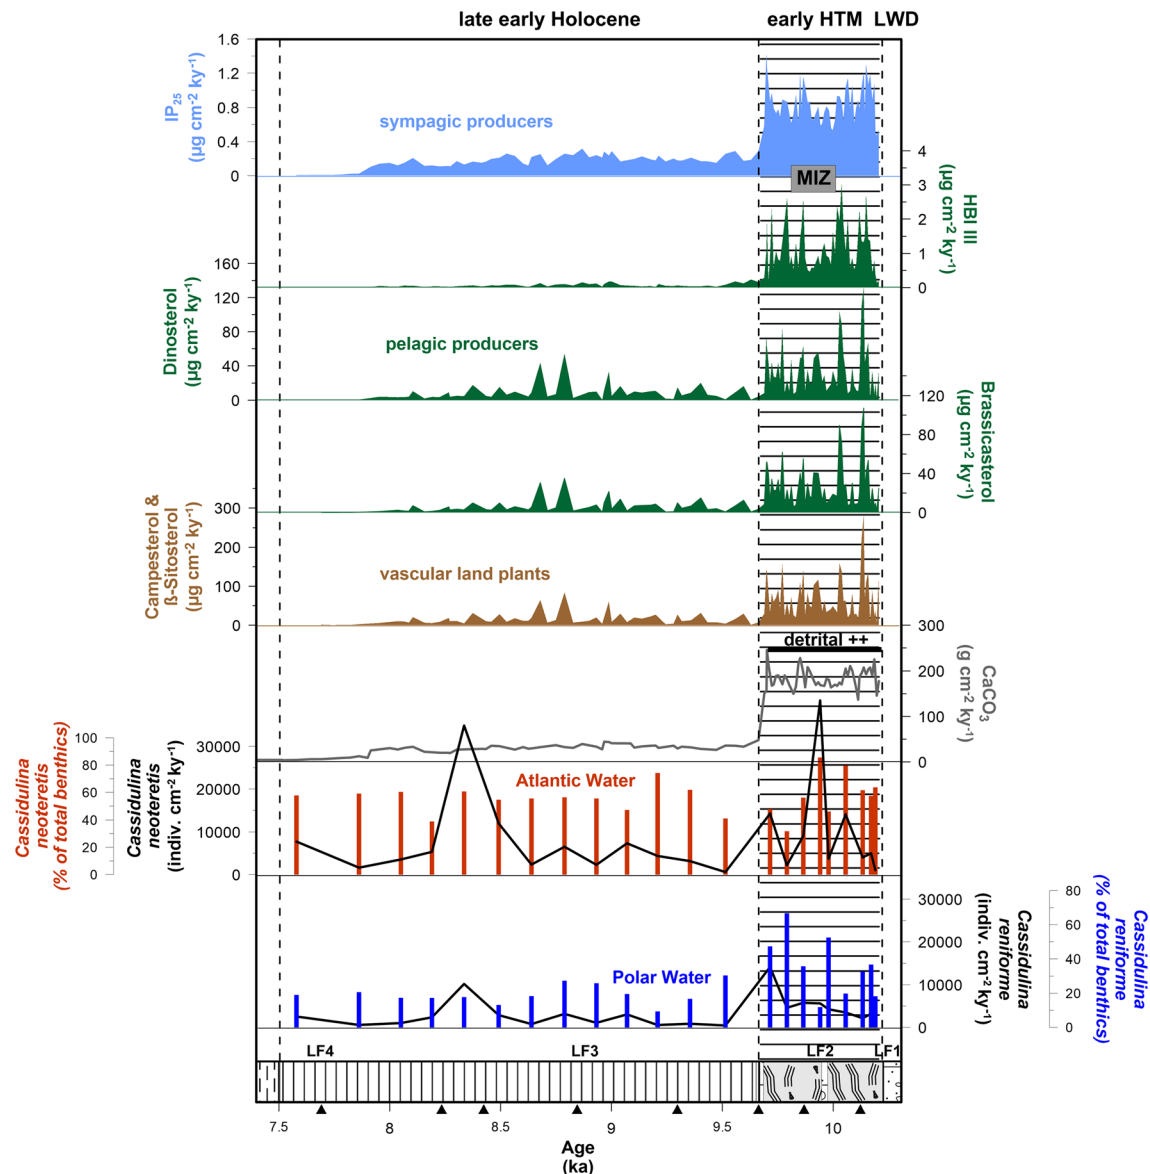 late early Holocene
early HTM LWD
1.6
1.2
0.8
0.4
0
IP25
(µg cm-2 ky-1)
sympagic producers
MIZ
4
3
2
1
0
HBI III
(µg cm-2 ky-1)
160
120
80
40
0
Dinosterol
(µg cm-2 ky-1)
pelagic producers
120
80
40
0
Brassicasterol
(µg cm-2 ky-1)
300
200
100
0
Campesterol &
ß-Sitosterol
(µg cm-2 ky-1)
vascular land plants
detrital ++
300
200
100
0
CaCO3
(g cm-2 ky-1)
Cassidulina
neoteretis
(% of total benthics)
100
80
60
40
20
0
Cassidulina
neoteretis
(indiv. cm-2 ky-1)
30000
20000
10000
0
Atlantic Water
Polar Water
30000
20000
10000
0
Cassidulina
reniforme
(indiv. cm-2 ky-1)
80
60
40
20
0
Cassidulina
reniforme
(% of total benthics)
LF4
LF3
LF2
LF1
7.5
8
8.5
9
9.5
10
Age
(ka)